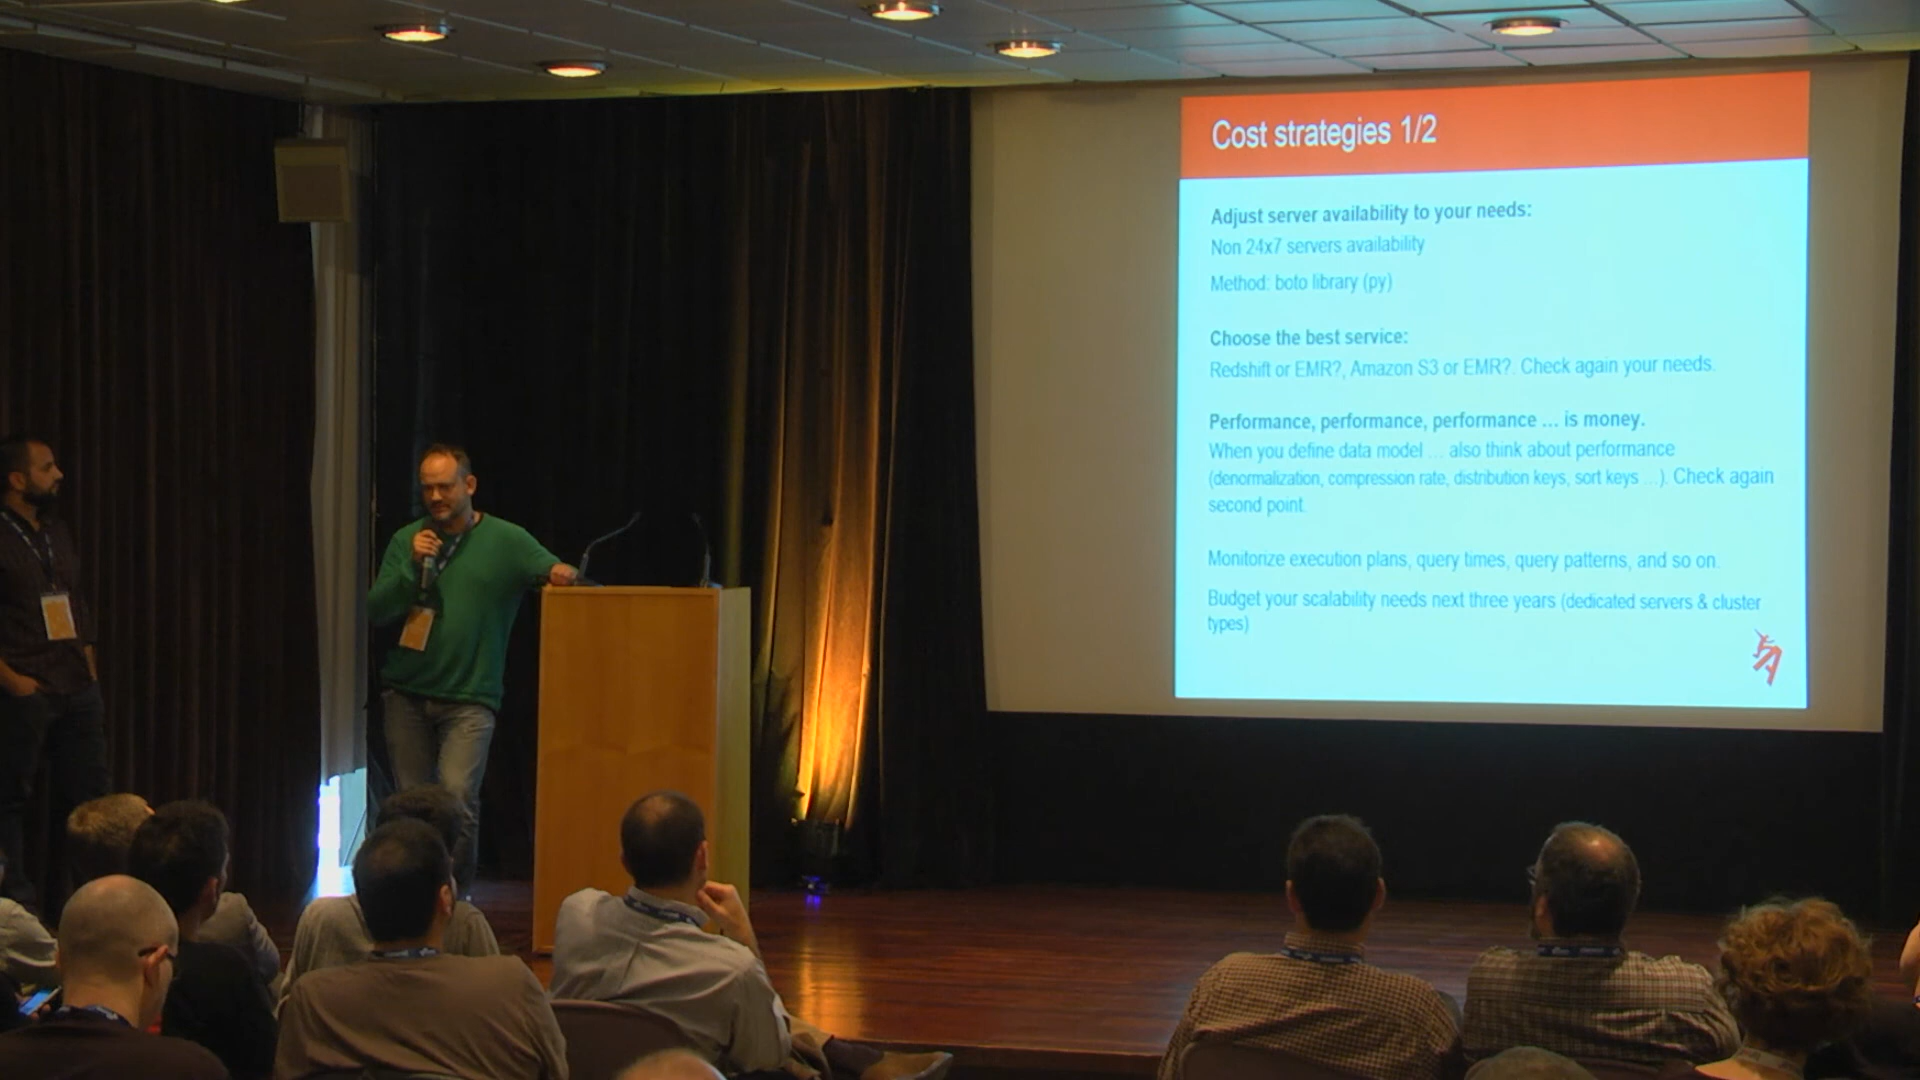 Cost strategies 1/2
Adjust server availability to your needs:
Non 24x7 servers availability
Method: boto library (py)
Choose the best service:
Redshift or EMR?, Amazon S3 or EMR?. Check again your needs.
Performance, performance, performance ... is money.
When you define data model ... also think about performance
(denormalization, compression rate, distribution keys, sort keys ...). Check again
second point.
Monitorize execution plans, query times, query patterns, and so on.
Budget your scalability needs next three years (dedicated servers & cluster
types)